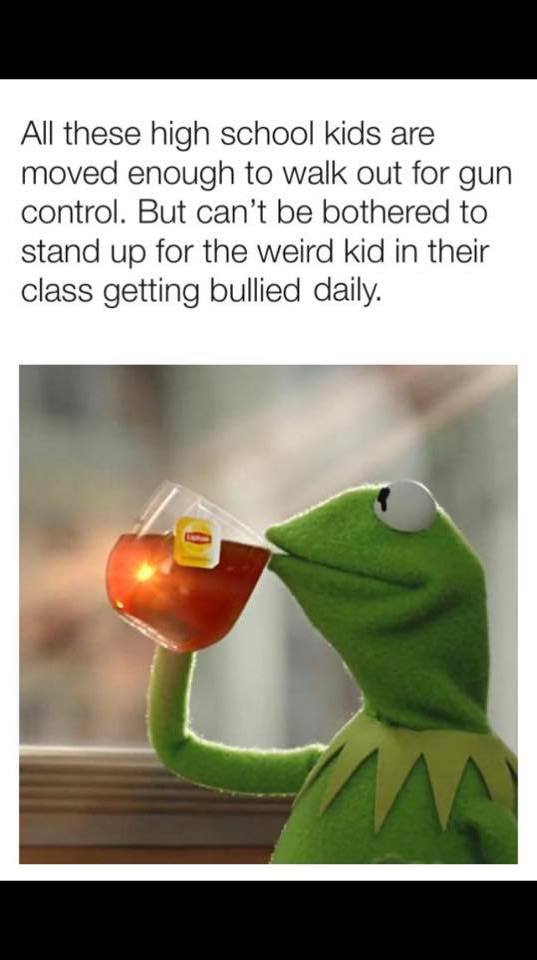 All these high school kids are
moved enough to walk out for gun
control. But can’t be bothered to
stand up for the weird kid in their
class getting bullied daily.
Lipton